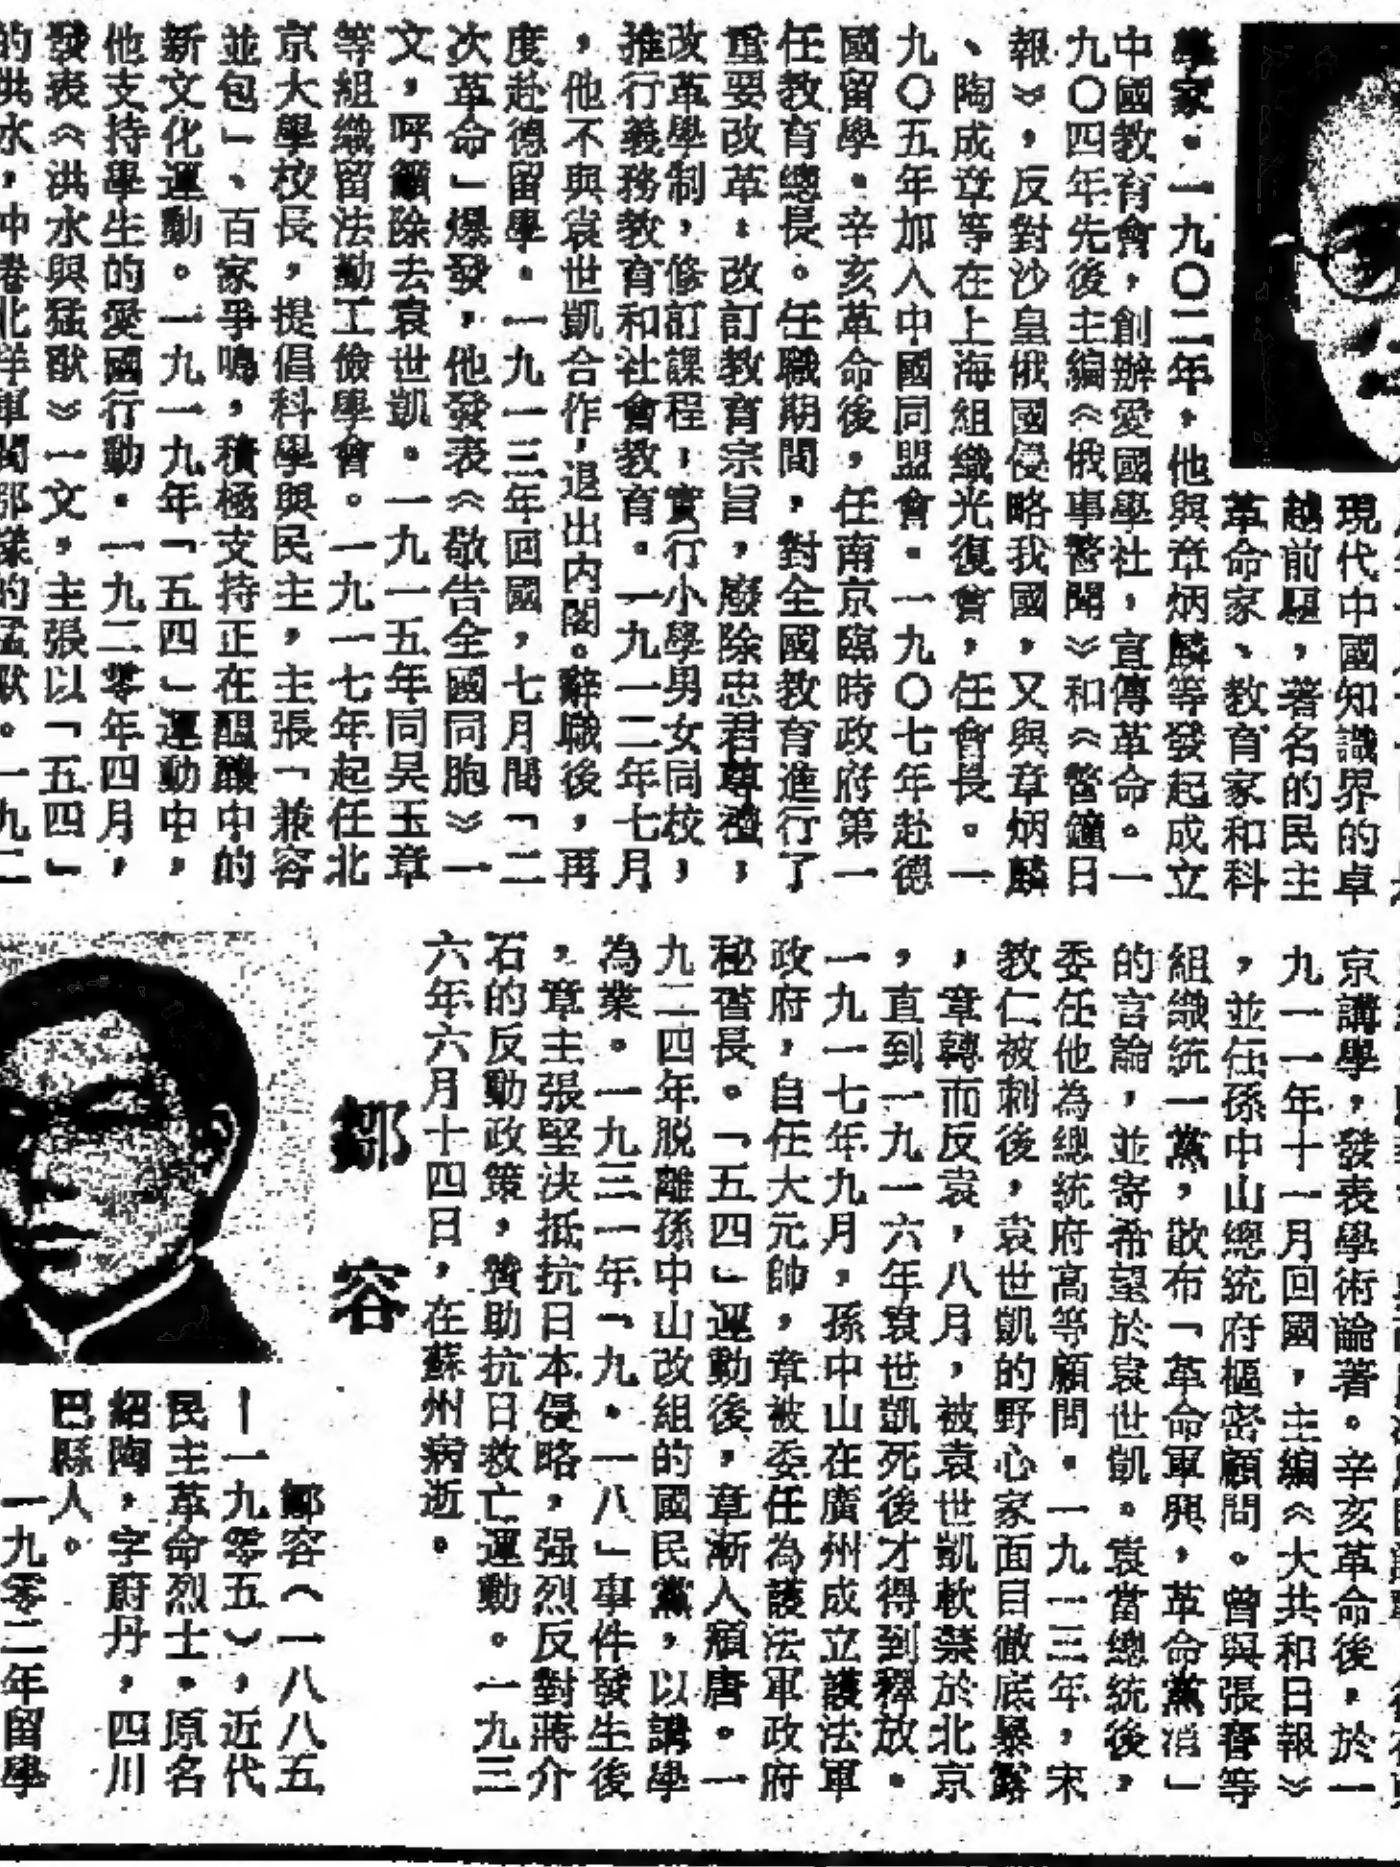 現代中國知識界的卓
越前驅，著名的民主
革命家、教育家和科
學家。一九〇二年，他與章炳麟等發起成立
中國教育會，創辦愛國學社，宣傳革命。一
九〇四年先後主編《俄事警聞》和《警鐘日
報》，反對沙皇俄國侵略我國，又與章炳麟
、陶成章等在上海組織光復會，任會長。一
九〇五年加入中國同盟會。一九〇七年赴德
國留學。辛亥革命後，任南京臨時政府第一
任教育總長。任職期間，對全國教育進行了
重要改革：改訂教育宗旨，廢除忠君尊禮，
改革學制，修訂課程，實行小學男女同校，
推行義務教育和社會教育。一九一二年七月
，他不與袁世凱合作，退出內閣。辭職後，再
度赴德留學。一九一三年回國，七月間「二
次革命」爆發，他發表《敬告全國同胞》一
文，呼籲除去袁世凱。一九一五年同吴玉章
等組織留法勤工儉學會。一九一七年起任北
京大學校長，提倡科學與民主，主張「兼容
並包」、百家爭鳴，積極支持正在醞釀中的
新文化運動。一九一九年「五四」運動中，
他支持學生的愛國行動。一九二零年四月，
發表《洪水與猛獸》一文，主張以「五四」
的洪水，冲卷北洋軍閥那樣的猛獸。一九二
京講學，發表學術論著。辛亥革命後，於一
九一一年十一月回國，主編《大共和日報》
，並任孫中山總統府樞密顧問。曾與張謇等
組織統一黨，散布「革命軍興，革命黨消」
的言論，並寄希望於袁世凱。袁當總統後，
委任他為總統府高等顧問。一九一三年，宋
教仁被刺後，袁世凱的野心家面目徹底暴露
，章轉而反袁，八月，被袁世凱軟禁於北京
，直到一九一六年袁世凱死後才得到釋放。
一九一七年九月，孫中山在廣州成立護法軍
政府，自任大元帥，章被委任為護法軍政府
秘書長。「五四」運動後，章漸入頹唐。一
九二四年脱離孫中山改組的國民黨，以講學
為業。一九三一年「九·一八」事件發生後
，章主張堅決抵抗日本侵略，强烈反對蔣介
石的反動政策，贊助抗日救亡運動。一九三
六年六月十四日，在蘇州病逝。
鄒容
鄒容（一八八五
—一九零五），近代
民主革命烈士。原名
紹陶，字蔚丹，四川
巴縣人。
一九零二年留學